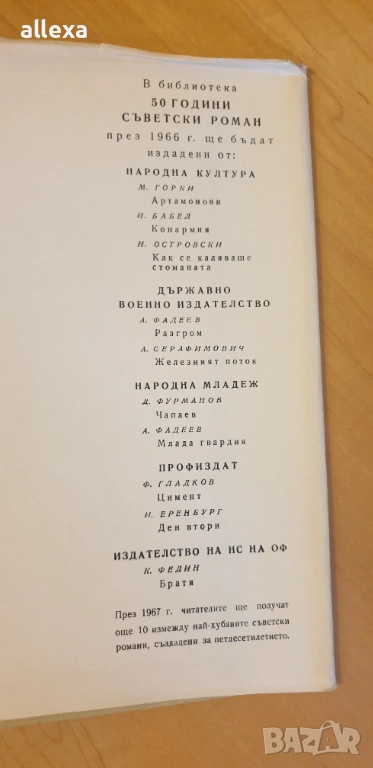 allexa
В библиотека
50 ГОДИНИ
СЪВЕТСКИ РОМАН
през 1966 г. ще бъдат
издадени от:
НАРОДНА КУЛТУРА
М. ГОРКИ
Артамонови
И. БАБЕЛ
Конармия
Н. ОСТРОВСКИ
Как се каляваше
стоманата
ДЪРЖАВНО
ВОЕННО ИЗДАТЕЛСТВО
А. ФАДЕЕВ
Разгром
А. СЕРАФИМОВИЧ
Железният поток
НАРОДНА МЛАДЕЖ
Д. ФУРМАНОВ
Чапаев
А. ФАДЕЕВ
Млада гвардия
ПРОФИЗДАТ
Ф. ГЛАДКОВ
Цимент
И. ЕРЕНБУРГ
Ден втори
ИЗДАТЕЛСТВО НА НС НА ОФ
К. ФЕДИН
Братя
През 1967 г. читателите ще получат
още 10 измежду най-хубавите съветски
романи, създадени за петдесетилетието.
BAZAR